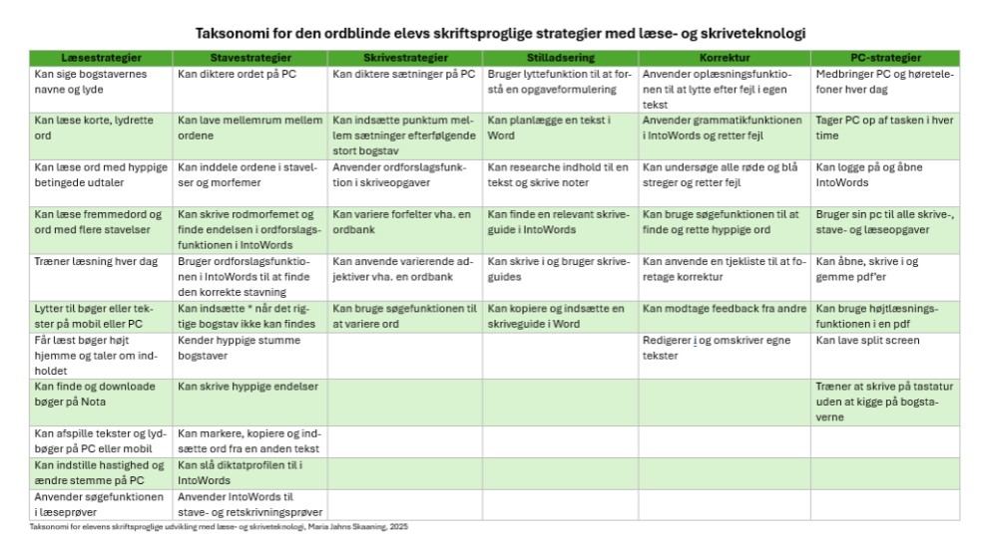 Taksonomi for den ordblinde elevs skriftsproglige strategier med læse- og skriveteknologi
Læsestrategier
Stavestrategier
Skrivestrategier
Stilladsering
Korrektur
PC-strategier
Kan sige bogstavernes
navne og lyde
Kan diktere ordet på PC
Kan diktere sætninger på PC
Bruger lyttefunktion til at for-
stå en opgaveformulering
Anvender oplæsningsfunktio-
nen til at lytte efter fejl i egen
tekst
Medbringer PC og høretele-
foner hver dag
Kan læse korte, lydrette
ord
Kan lave mellemrum mellem
ordene
Kan indsætte punktum mel-
lem sætninger efterfølgende
stort bogstav
Kan planlægge en tekst i
Word
Anvender grammatikfunktionen
i IntoWords og retter fejl
Tager PC op af tasken i hver
time
Kan læse ord med hyppige
betingede udtaler
Kan inddele ordene i stavel-
ser og morfemer
Anvender ordforslagsfunk-
tion i skriveopgaver
Kan researche indhold til en
tekst og skrive noter
Kan undersøge alle røde og blå
streger og retter fejl
Kan logge på og åbne
IntoWords
Kan læse fremmedord og
ord med flere stavelser
Kan skrive rodmorfemet og
finde endelsen i ordforslags-
funktionen i IntoWords
Kan variere forfelter vha. en
ordbank
Kan finde en relevant skrive-
guide i IntoWords
Kan bruge søgefunktionen til at
finde og rette hyppige ord
Bruger sin pc til alle skrive-,
stave- og læseopgaver
Træner læsning hver dag
Bruger ordforslagsfunktio-
nen i IntoWords til at finde
den korrekte stavning
Kan anvende varierende ad-
jektiver vha. en ordbank
Kan skrive i og bruger skrive-
guides
Kan anvende en tjekliste til at fo-
retage korrektur
Kan åbne, skrive i og
gemme pdf'er
Lytter til bøger eller tek-
ster på mobil eller PC
Kan indsætte * når det rig-
tige bogstav ikke kan findes
Kan bruge søgefunktionen til
at variere ord
Kan kopiere og indsætte en
skriveguide i Word
Kan modtage feedback fra andre
Kan bruge højtlæsnings-
funktionen i en pdf
Får læst bøger højt
hjemme og taler om ind-
holdet
Kender hyppige stumme
bogstaver
Redigerer i og omskriver egne
tekster
Kan lave split screen
Kan finde og downloade
bøger på Nota
Kan skrive hyppige endelser
Træner at skrive på tastatur
uden at kigge på bogsta-
verne
Kan afspille tekster og lyd-
bøger på PC eller mobil
Kan markere, kopiere og ind-
sætte ord fra en anden tekst
Kan indstille hastighed og
ændre stemme på PC
Kan slå diktatprofilen til i
IntoWords
Anvender søgefunktionen
i læseprøver
Anvender IntoWords til
stave- og retskrivningsprøver
Taksonomi for elevens skriftsproglige udvikling med læse- og skriveteknologi, Maria Jahns Skaaning, 2025